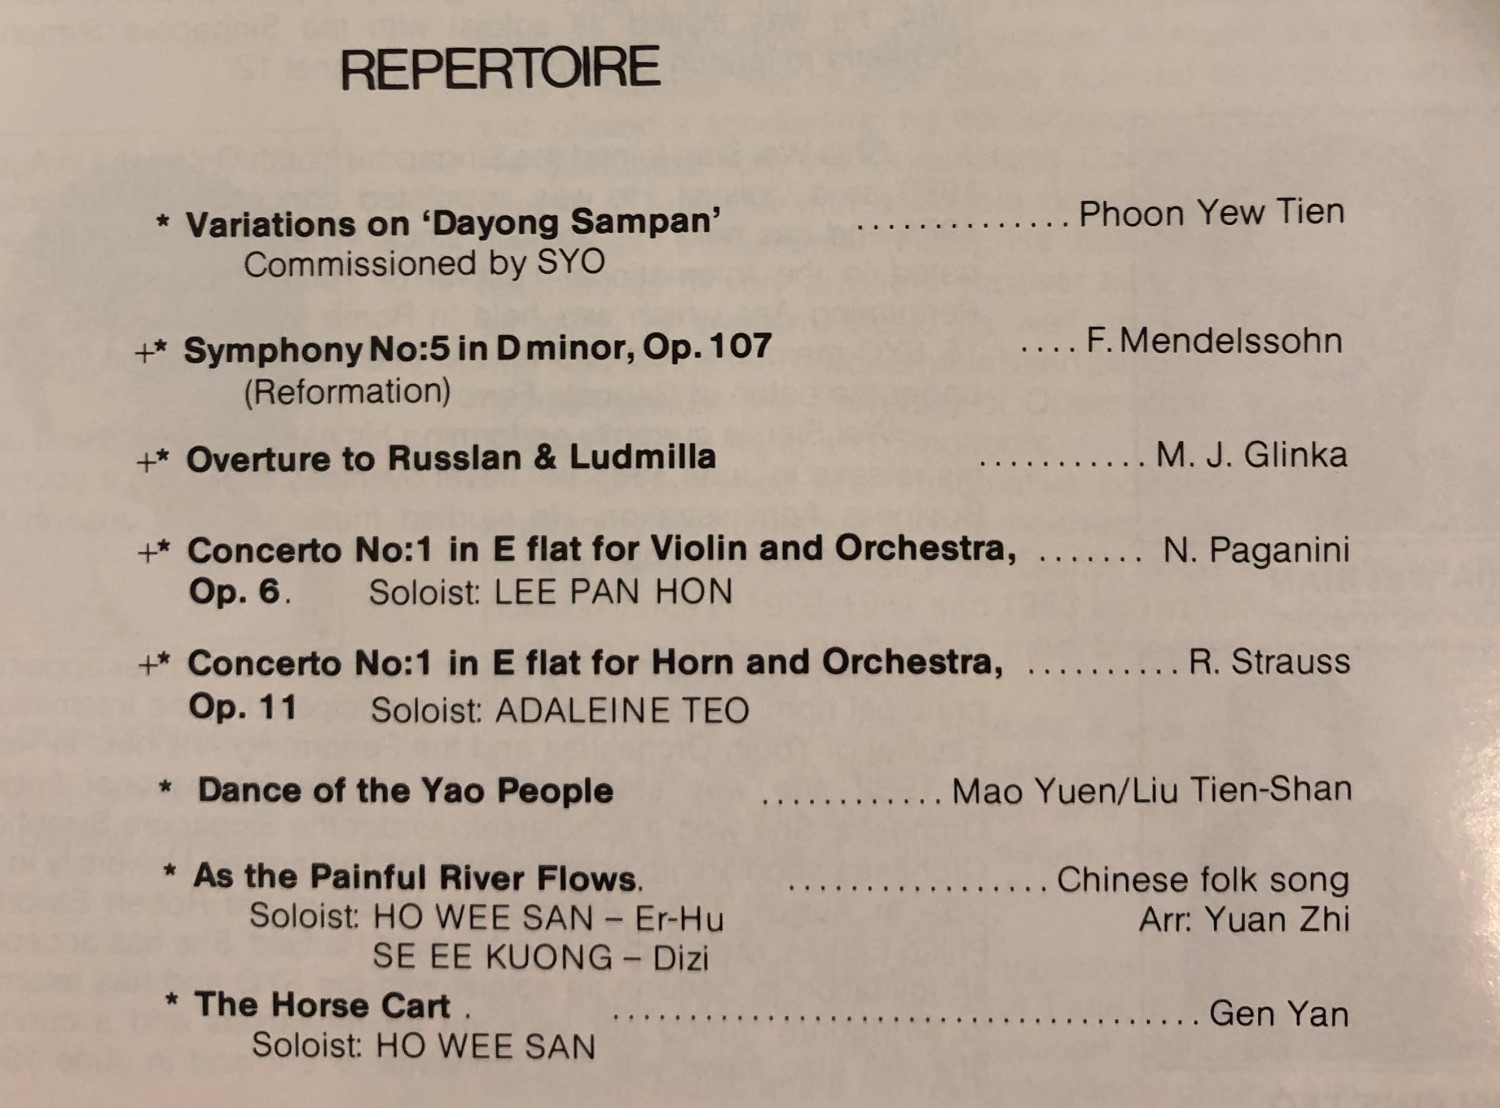 REPERTOIRE
* Variations on ‘Dayong Sampan’ .............. Phoon Yew Tien
Commissioned by SYO
+* Symphony No:5 in D minor, Op. 107 .... F. Mendelssohn
(Reformation)
+* Overture to Russlan & Ludmilla ........... M. J. Glinka
+* Concerto No:1 in E flat for Violin and Orchestra, ....... N. Paganini
Op. 6. Soloist: LEE PAN HON
+* Concerto No:1 in E flat for Horn and Orchestra, .......... R. Strauss
Op. 11 Soloist: ADALEINE TEO
* Dance of the Yao People ............ Mao Yuen/Liu Tien-Shan
* As the Painful River Flows. ................. Chinese folk song
Soloist: HO WEE SAN – Er-Hu Arr: Yuan Zhi
SE EE KUONG – Dizi
* The Horse Cart . ...................................... Gen Yan
Soloist: HO WEE SAN